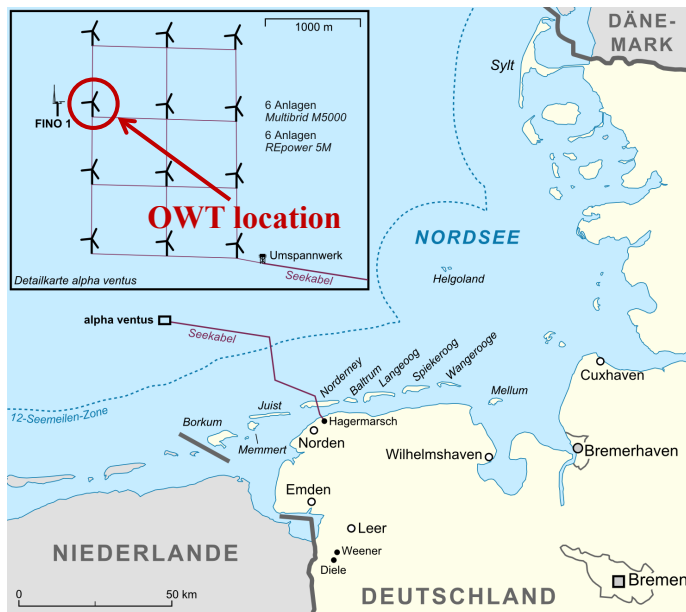 1000 m
FINO 1
6 Anlagen
Multibrid M5000
6 Anlagen
REpower 5M
OWT location
Umspannwerk
Seekabel
Detailkarte alpha ventus
DÄNE-
MARK
Sylt
NORDSEE
Helgoland
alpha ventus
Seekabel
12-Seemeilen-Zone
Borkum
Juist
Memmert
Norderney
Baltrum
Langeoog
Spiekeroog
Wangerooge
Mellum
Cuxhaven
Hagermarsch
Norden
Wilhelmshaven
Bremerhaven
Emden
Leer
Weener
Diele
NIEDERLANDE
DEUTSCHLAND
Bremen
0
50 km